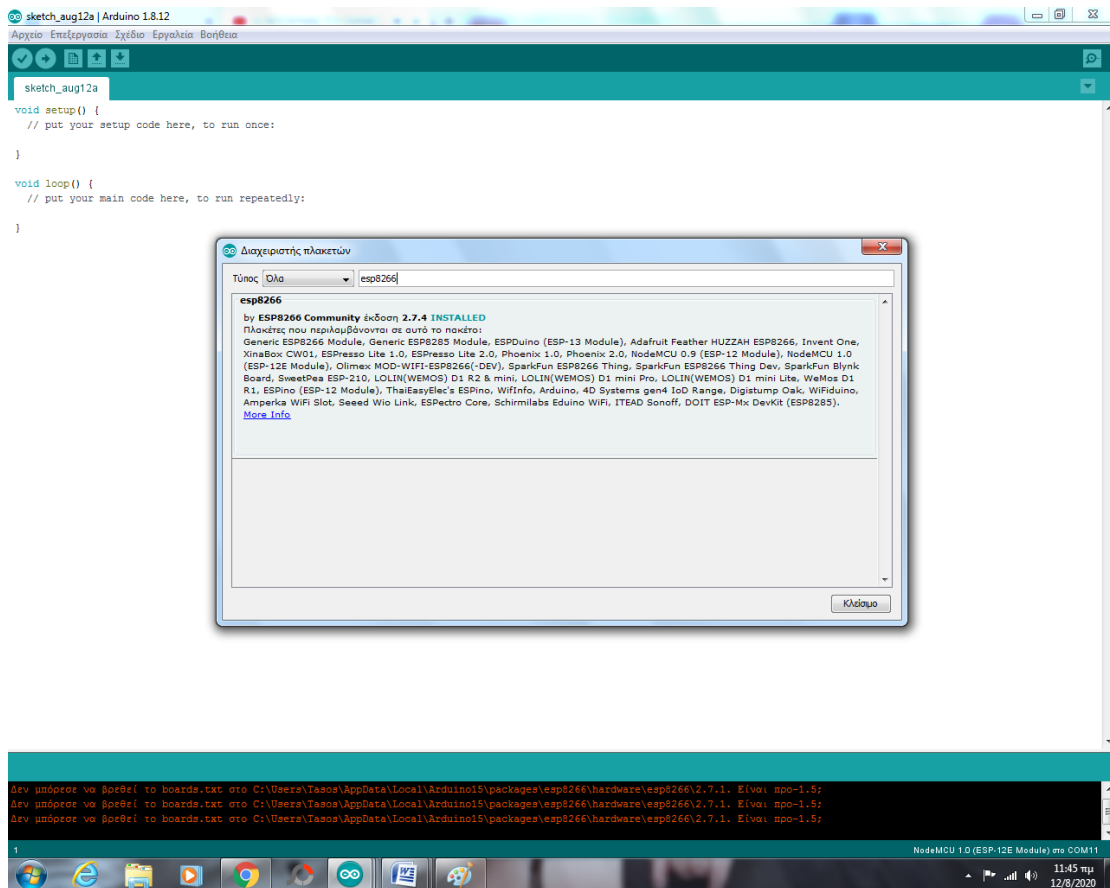 sketch_aug12a | Arduino 1.8.12
Αρχείο Επεξεργασία Σχέδιο Εργαλεία Βοήθεια
sketch_aug12a
void setup() {
// put your setup code here, to run once:
}
void loop() {
// put your main code here, to run repeatedly:
}
Διαχειριστής πλακετών
Τύπος Όλα esp8266
esp8266
by ESP8266 Community έκδοση 2.7.4 INSTALLED
Πλακέτες που περιλαμβάνονται σε αυτό το πακέτο:
Generic ESP8266 Module, Generic ESP8285 Module, ESPDuino (ESP-13 Module), Adafruit Feather HUZZAH ESP8266, Invent One,
XinaBox CW01, ESPresso Lite 1.0, ESPresso Lite 2.0, Phoenix 1.0, Phoenix 2.0, NodeMCU 0.9 (ESP-12 Module), NodeMCU 1.0
(ESP-12E Module), Olimex MOD-WIFI-ESP8266(-DEV), SparkFun ESP8266 Thing, SparkFun ESP8266 Thing Dev, SparkFun Blynk
Board, SweetPea ESP-210, LOLIN(WEMOS) D1 R2 & mini, LOLIN(WEMOS) D1 mini Pro, LOLIN(WEMOS) D1 mini Lite, WeMos D1
R1, ESPino (ESP-12 Module), ThaiEasyElec's ESPino, WifInfo, Arduino, 4D Systems gen4 IoD Range, Digistump Oak, WiFiduino,
Amperka WiFi Slot, Seeed Wio Link, ESPectro Core, Schirmilabs Eduino WiFi, ITEAD Sonoff, DOIT ESP-Mx DevKit (ESP8285).
More Info
Κλείσιμο
Δεν μπόρεσε να βρεθεί το boards.txt στο C:\Users\Tasos\AppData\Local\Arduino15\packages\esp8266\hardware\esp8266\2.7.1. Είναι προ-1.5;
Δεν μπόρεσε να βρεθεί το boards.txt στο C:\Users\Tasos\AppData\Local\Arduino15\packages\esp8266\hardware\esp8266\2.7.1. Είναι προ-1.5;
Δεν μπόρεσε να βρεθεί το boards.txt στο C:\Users\Tasos\AppData\Local\Arduino15\packages\esp8266\hardware\esp8266\2.7.1. Είναι προ-1.5;
1 NodeMCU 1.0 (ESP-12E Module) στο COM11
11:45 πμ
12/8/2020